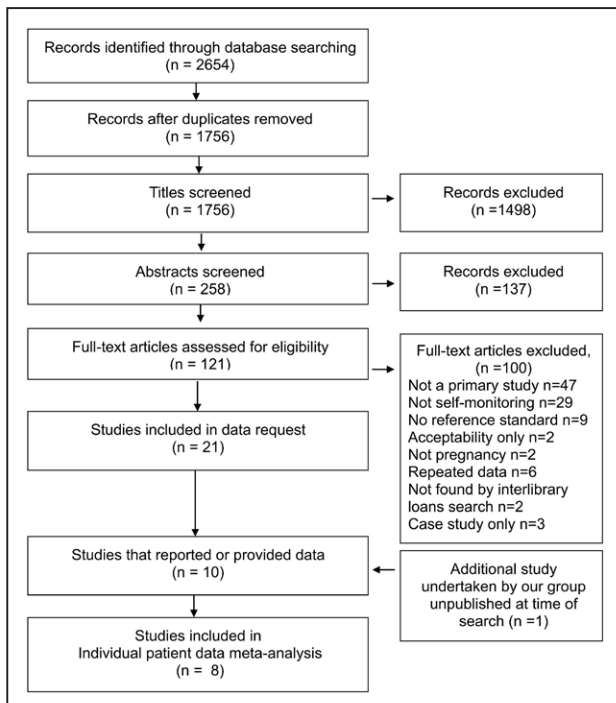 Records identified through database searching
(n = 2654)
Records after duplicates removed
(n = 1756)
Titles screened
(n = 1756)
Records excluded
(n =1498)
Abstracts screened
(n = 258)
Records excluded
(n =137)
Full-text articles assessed for eligibility
(n = 121)
Full-text articles excluded,
(n =100)
Not a primary study n=47
Not self-monitoring n=29
No reference standard n=9
Acceptability only n=2
Not pregnancy n=2
Repeated data n=6
Not found by interlibrary
loans search n=2
Case study only n=3
Studies included in data request
(n = 21)
Studies that reported or provided data
(n = 10)
Additional study
undertaken by our group
unpublished at time of
search (n =1)
Studies included in
Individual patient data meta-analysis
(n = 8)